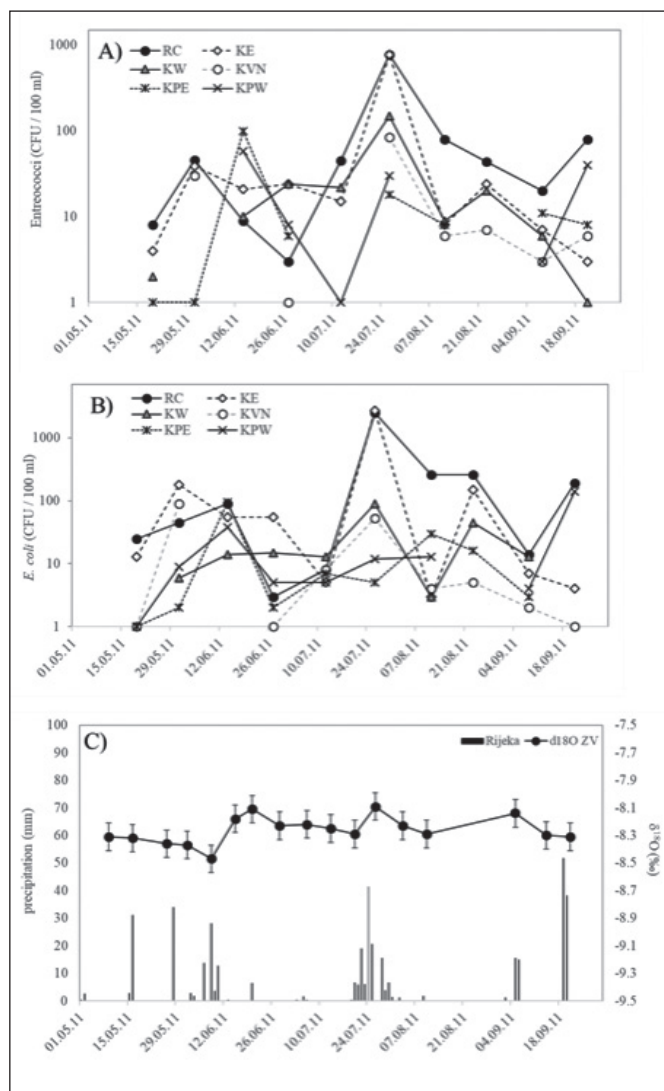 A)
RC KE
KW KVN
KPE KPW
Entreococci (CFU / 100 ml)
1000
100
10
1
01.05.11 15.05.11 29.05.11 12.06.11 26.06.11 10.07.11 24.07.11 07.08.11 21.08.11 04.09.11 18.09.11
B)
RC KE
KW KVN
KPE KPW
E. coli (CFU / 100 ml)
1000
100
10
1
01.05.11 15.05.11 29.05.11 12.06.11 26.06.11 10.07.11 24.07.11 07.08.11 21.08.11 04.09.11 18.09.11
C)
Rijeka d18O ZV
precipitation (mm)
100
90
80
70
60
50
40
30
20
10
0
-7.5
-7.7
-7.9
-8.1
-8.3
-8.5
-8.7
-8.9
-9.1
-9.3
-9.5
δ¹⁸O (‰)
01.05.11 15.05.11 29.05.11 12.06.11 26.06.11 10.07.11 24.07.11 07.08.11 21.08.11 04.09.11 18.09.11